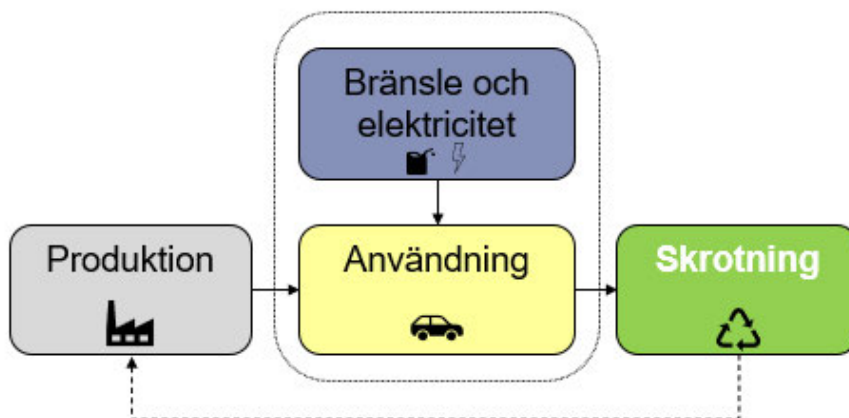 Bränsle och
elektricitet
Produktion
Användning
Skrotning